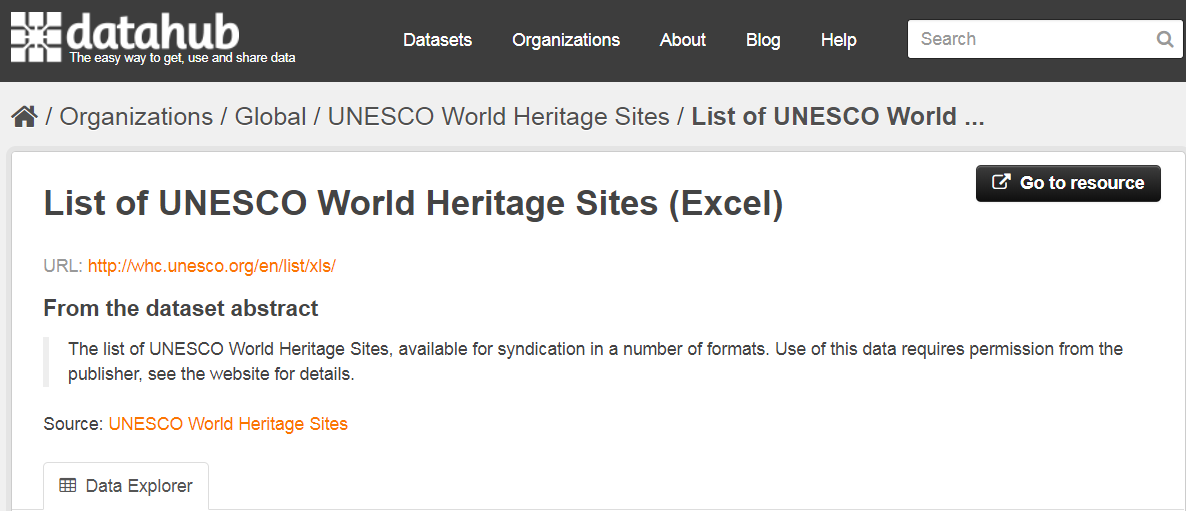 datahub
The easy way to get, use and share data
Datasets Organizations About Blog Help Search
/ Organizations / Global / UNESCO World Heritage Sites / List of UNESCO World ...
Go to resource
List of UNESCO World Heritage Sites (Excel)
URL: http://whc.unesco.org/en/list/xls/
From the dataset abstract
The list of UNESCO World Heritage Sites, available for syndication in a number of formats. Use of this data requires permission from the
publisher, see the website for details.
Source: UNESCO World Heritage Sites
Data Explorer